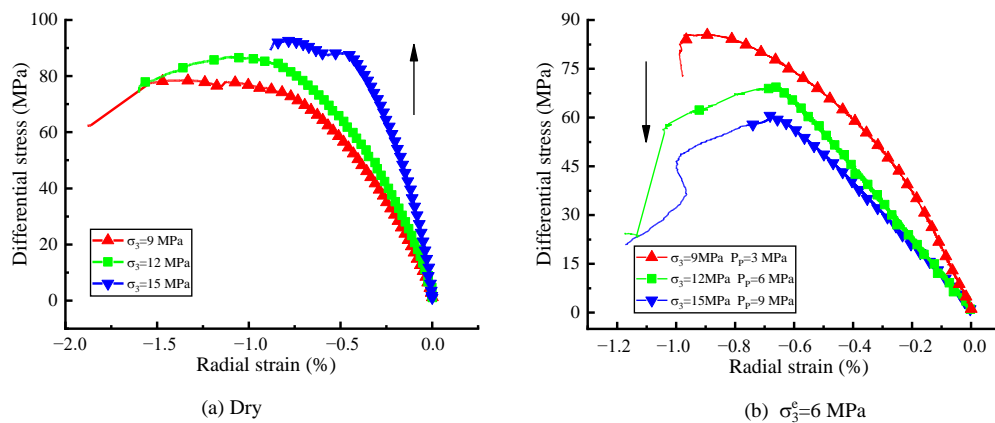 100
80
60
40
20
0
Differential stress (MPa)
σ₃=9 MPa
σ₃=12 MPa
σ₃=15 MPa
−2.0 −1.5 −1.0 −0.5 0.0
Radial strain (%)
(a) Dry
90
75
60
45
30
15
0
Differential stress (MPa)
σ₃=9MPa P_P=3 MPa
σ₃=12MPa P_P=6 MPa
σ₃=15MPa P_P=9 MPa
−1.2 −1.0 −0.8 −0.6 −0.4 −0.2 0.0
Radial strain (%)
(b) σ₃ᵉ=6 MPa